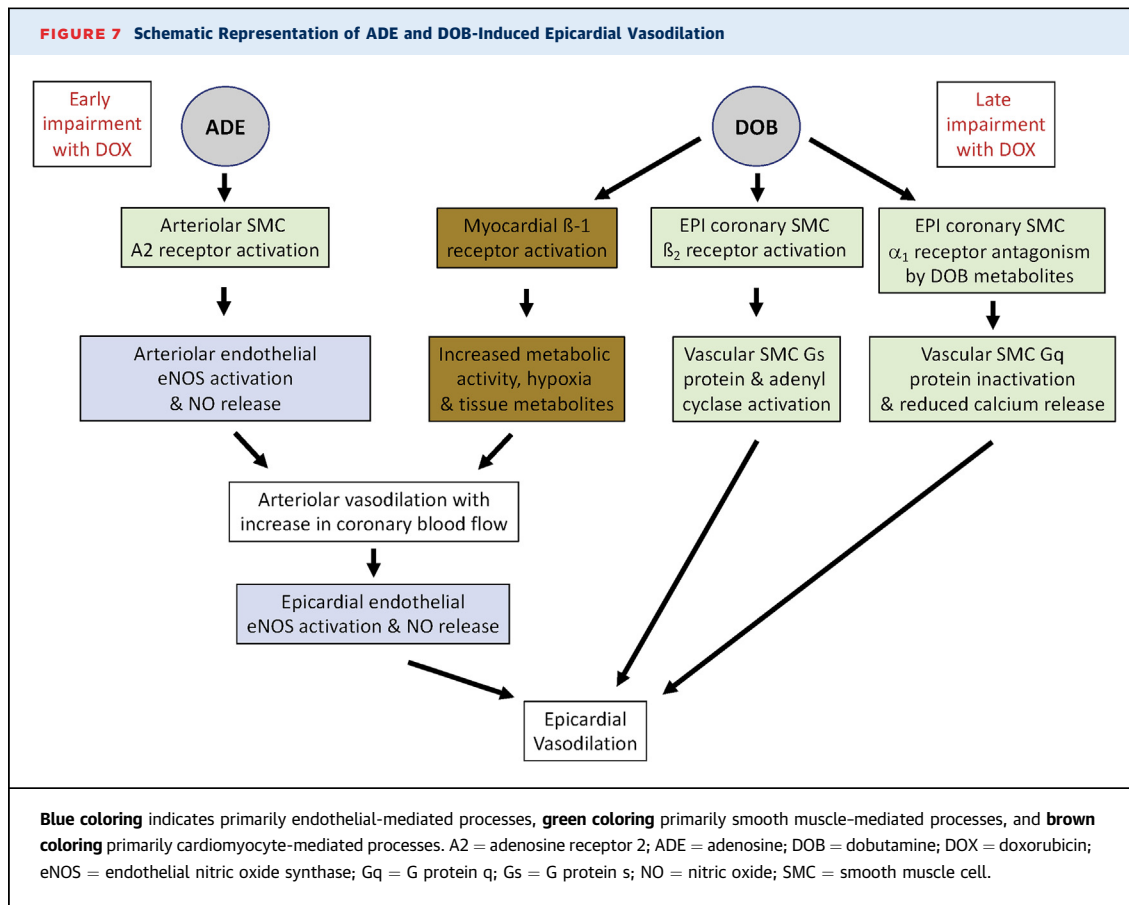 FIGURE 7 Schematic Representation of ADE and DOB-Induced Epicardial Vasodilation
Early
impairment
with DOX
ADE
DOB
Late
impairment
with DOX
Arteriolar SMC
A2 receptor activation
Myocardial ß-1
receptor activation
EPI coronary SMC
ß₂ receptor activation
EPI coronary SMC
α₁ receptor antagonism
by DOB metabolites
Arteriolar endothelial
eNOS activation
& NO release
Increased metabolic
activity, hypoxia
& tissue metabolites
Vascular SMC Gs
protein & adenyl
cyclase activation
Vascular SMC Gq
protein inactivation
& reduced calcium release
Arteriolar vasodilation with
increase in coronary blood flow
Epicardial endothelial
eNOS activation & NO release
Epicardial
Vasodilation
Blue coloring indicates primarily endothelial-mediated processes, green coloring primarily smooth muscle–mediated processes, and brown
coloring primarily cardiomyocyte-mediated processes. A2 = adenosine receptor 2; ADE = adenosine; DOB = dobutamine; DOX = doxorubicin;
eNOS = endothelial nitric oxide synthase; Gq = G protein q; Gs = G protein s; NO = nitric oxide; SMC = smooth muscle cell.